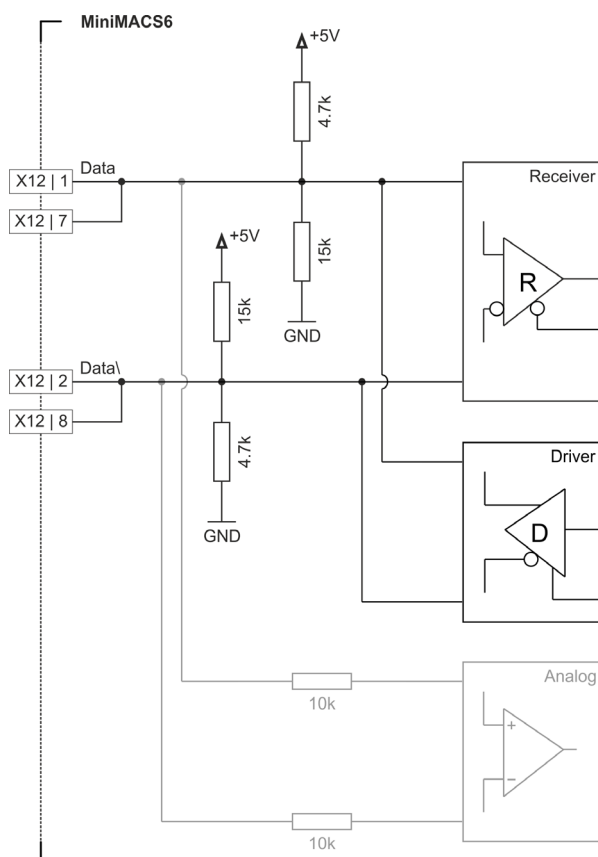 MiniMACS6
+5V
4.7k
X12 | 1
Data
Receiver
X12 | 7
+5V
15k
R
15k
GND
X12 | 2
Data\
X12 | 8
4.7k
Driver
GND
D
Analog
10k
+
−
10k